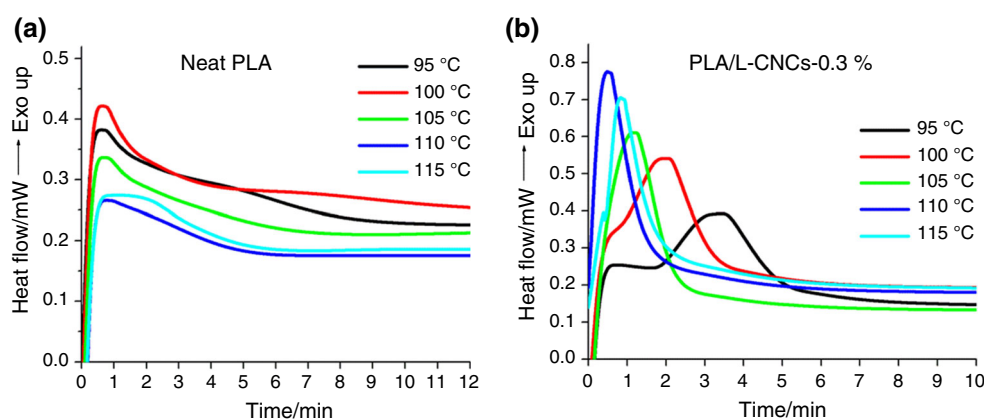 (a)
Neat PLA
Heat flow/mW ⟶ Exo up
0.5
0.4
0.3
0.2
0.1
0.0
95 °C
100 °C
105 °C
110 °C
115 °C
0 1 2 3 4 5 6 7 8 9 10 11 12
Time/min
(b)
PLA/L-CNCs-0.3 %
Heat flow/mW ⟶ Exo up
0.8
0.7
0.6
0.5
0.4
0.3
0.2
0.1
0.0
95 °C
100 °C
105 °C
110 °C
115 °C
0 1 2 3 4 5 6 7 8 9 10
Time/min